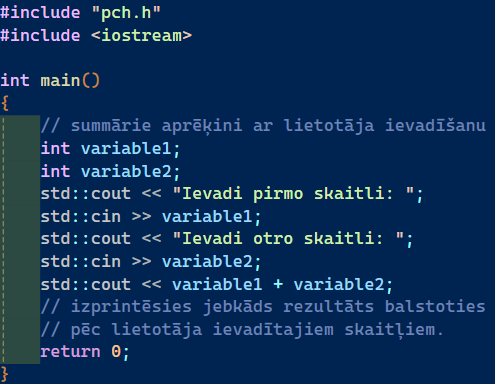 #include "pch.h"
#include <iostream>
int main()
{
// summārie aprēķini ar lietotāja ievadīšanu
int variable1;
int variable2;
std::cout << "Ievadi pirmo skaitli: ";
std::cin >> variable1;
std::cout << "Ievadi otro skaitli: ";
std::cin >> variable2;
std::cout << variable1 + variable2;
// izprintēsies jebkāds rezultāts balstoties
// pēc lietotāja ievadītajiem skaitļiem.
return 0;
}